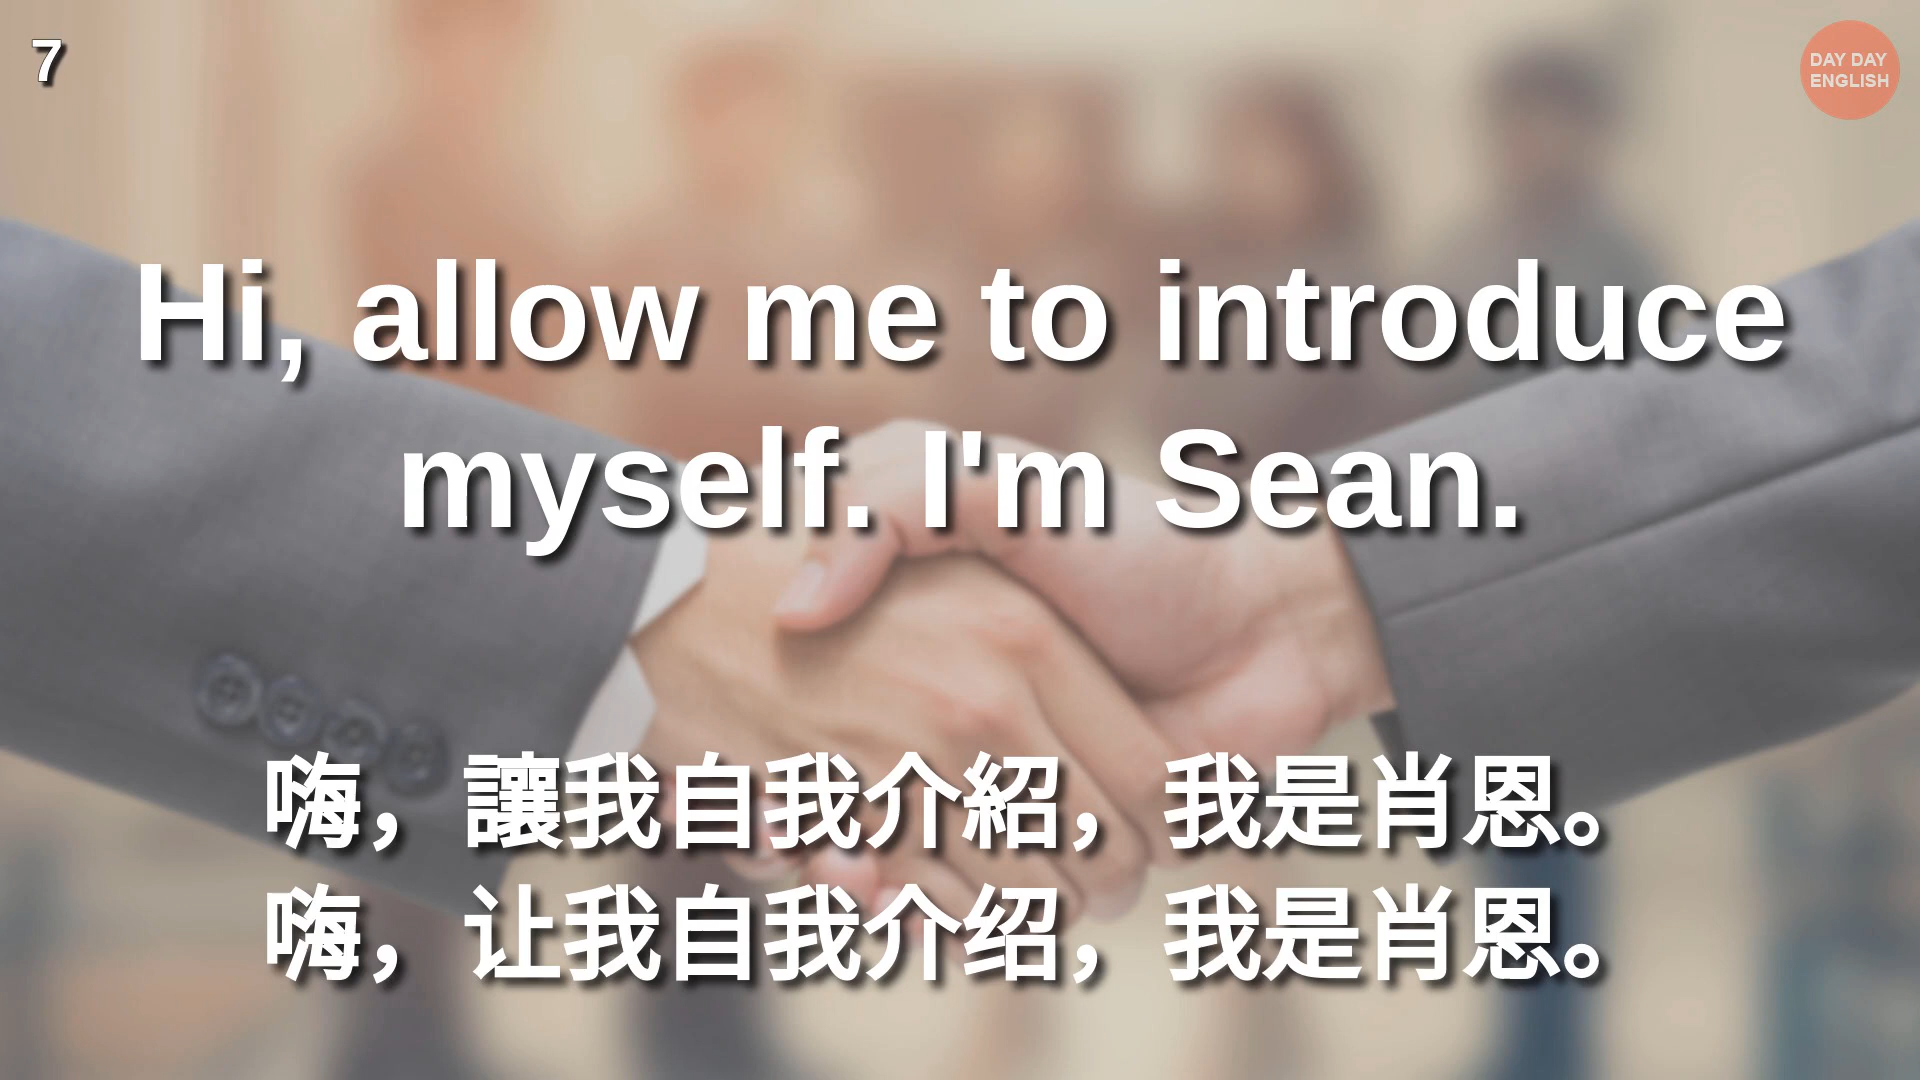 7
DAY DAY
ENGLISH
Hi, allow me to introduce
myself. I'm Sean.
嗨，讓我自我介紹，我是肖恩。
嗨，让我自我介绍，我是肖恩。